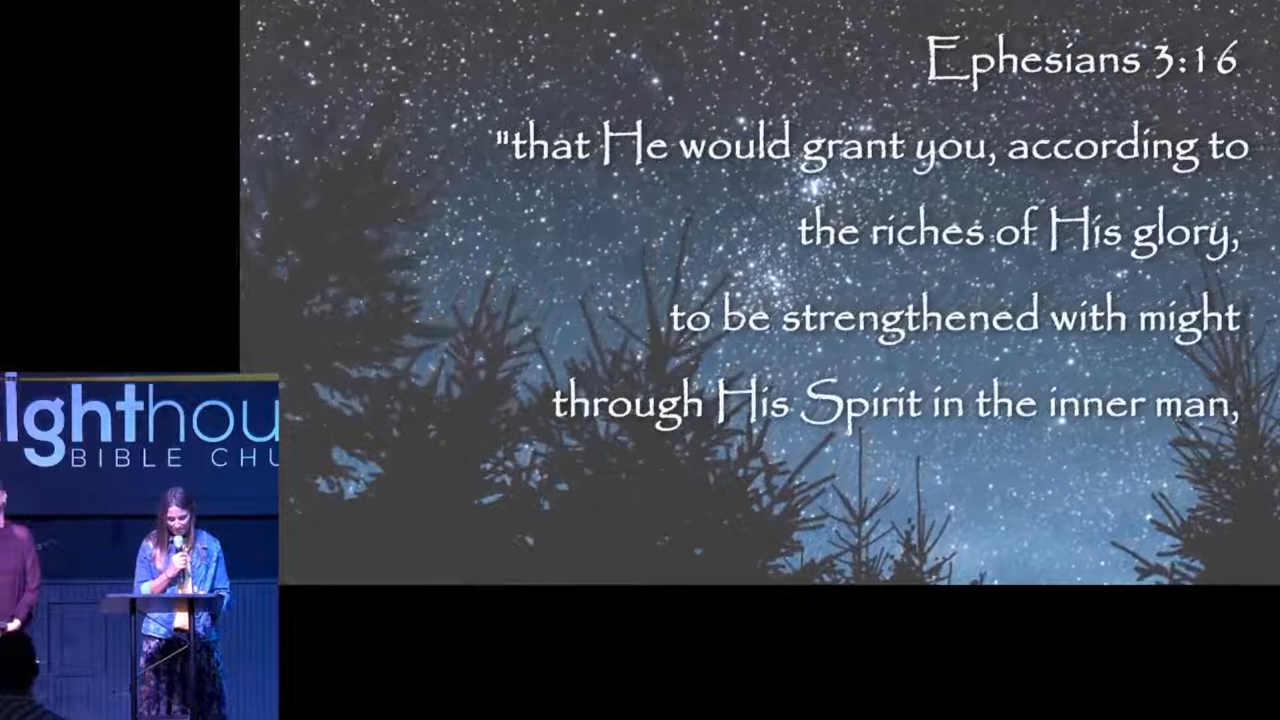 Ephesians 3:16
"that He would grant you, according to
the riches of His glory,
to be strengthened with might
through His Spirit in the inner man,
lighthou
BIBLE CHU